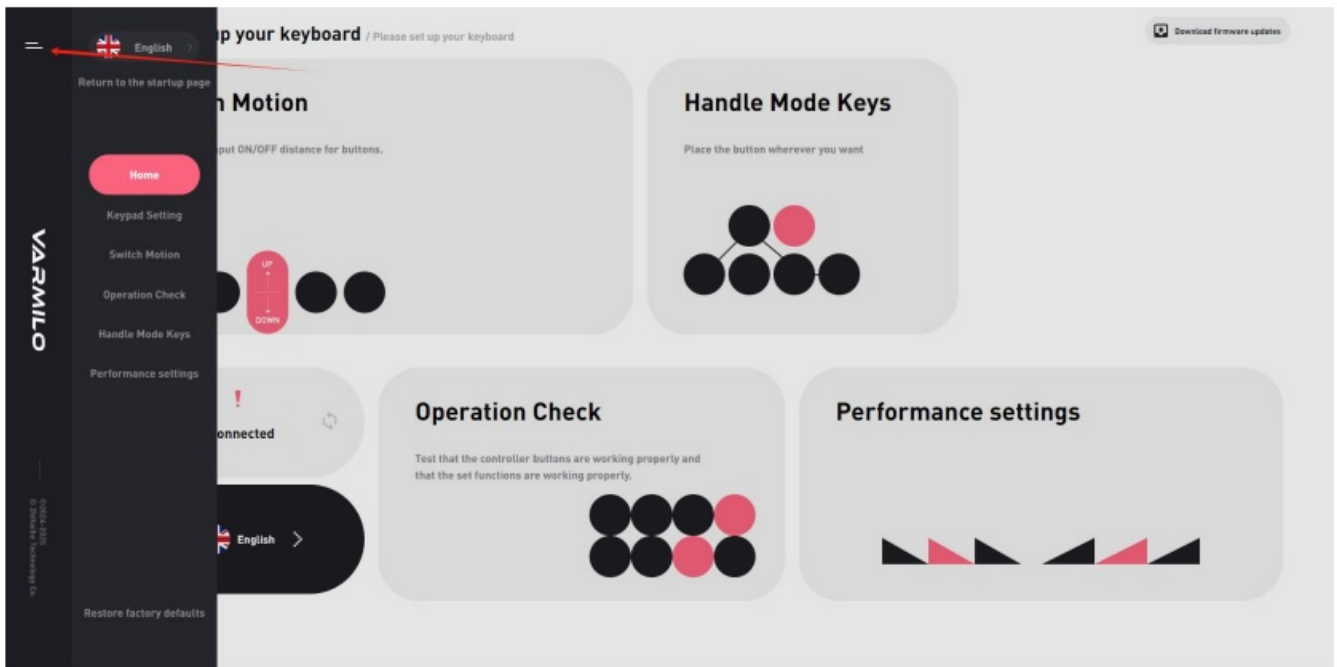 English
Return to the startup page
Home
Keypad Setting
Switch Motion
Operation Check
Handle Mode Keys
Performance settings
Restore factory defaults
VARMILO
©2024-2025
p your keyboard / Please set up your keyboard
Download firmware updates
Motion
put ON/OFF distance for buttons.
UP
DOWN
Handle Mode Keys
Place the button wherever you want
!
onnected
English
Operation Check
Test that the controller buttons are working properly and
that the set functions are working properly.
Performance settings